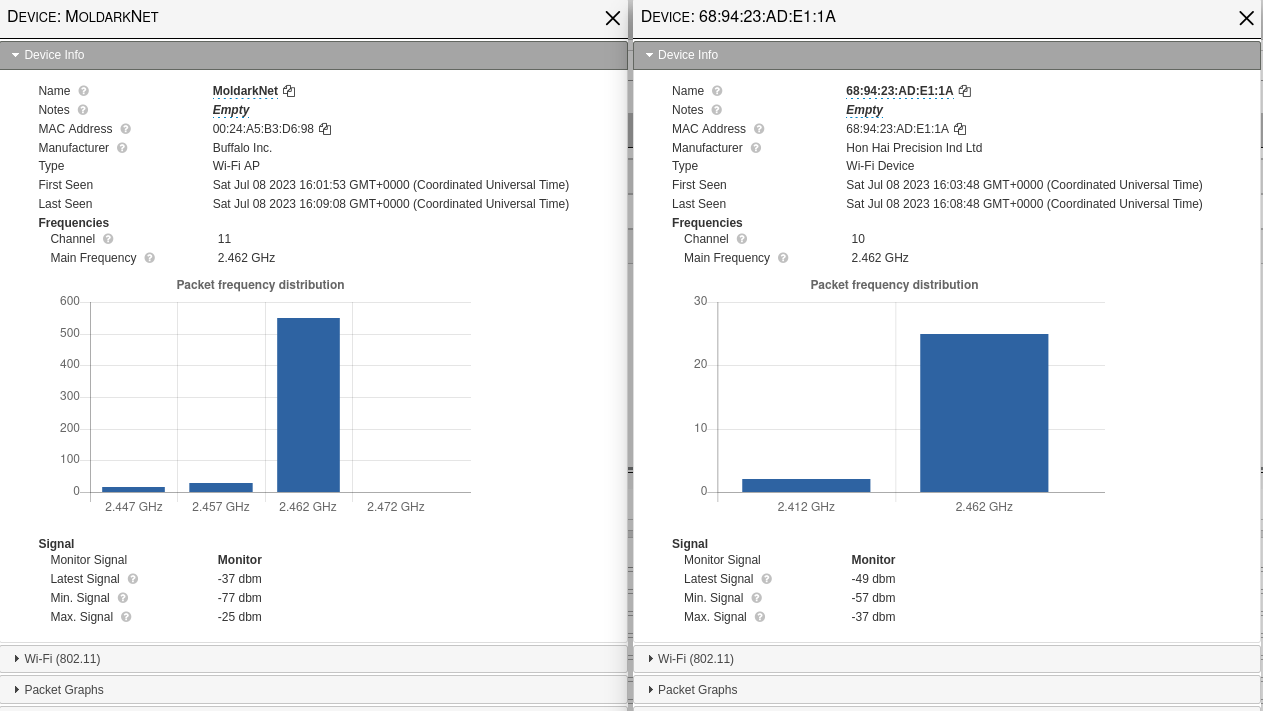 DEVICE: MOLDARKNET
Device Info
Name MoldarkNet
Notes Empty
MAC Address 00:24:A5:B3:D6:98
Manufacturer Buffalo Inc.
Type Wi-Fi AP
First Seen Sat Jul 08 2023 16:01:53 GMT+0000 (Coordinated Universal Time)
Last Seen Sat Jul 08 2023 16:09:08 GMT+0000 (Coordinated Universal Time)
Frequencies
Channel 11
Main Frequency 2.462 GHz
Packet frequency distribution
600
500
400
300
200
100
0
2.447 GHz 2.457 GHz 2.462 GHz 2.472 GHz
Signal
Monitor Signal Monitor
Latest Signal -37 dbm
Min. Signal -77 dbm
Max. Signal -25 dbm
Wi-Fi (802.11)
Packet Graphs
DEVICE: 68:94:23:AD:E1:1A
Device Info
Name 68:94:23:AD:E1:1A
Notes Empty
MAC Address 68:94:23:AD:E1:1A
Manufacturer Hon Hai Precision Ind Ltd
Type Wi-Fi Device
First Seen Sat Jul 08 2023 16:03:48 GMT+0000 (Coordinated Universal Time)
Last Seen Sat Jul 08 2023 16:08:48 GMT+0000 (Coordinated Universal Time)
Frequencies
Channel 10
Main Frequency 2.462 GHz
Packet frequency distribution
30
20
10
0
2.412 GHz 2.462 GHz
Signal
Monitor Signal Monitor
Latest Signal -49 dbm
Min. Signal -57 dbm
Max. Signal -37 dbm
Wi-Fi (802.11)
Packet Graphs